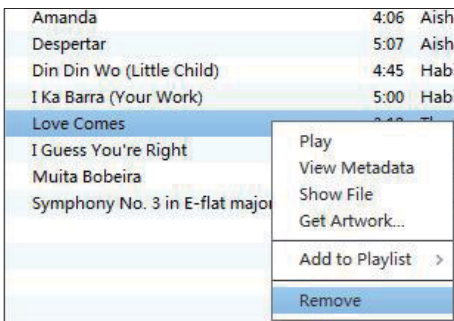 Amanda 4:06 Aish
Despertar 5:07 Aish
Din Din Wo (Little Child) 4:45 Hab
I Ka Barra (Your Work) 5:00 Hab
Love Comes
I Guess You're Right
Muita Bobeira
Symphony No. 3 in E-flat major
Play
View Metadata
Show File
Get Artwork...
Add to Playlist >
Remove